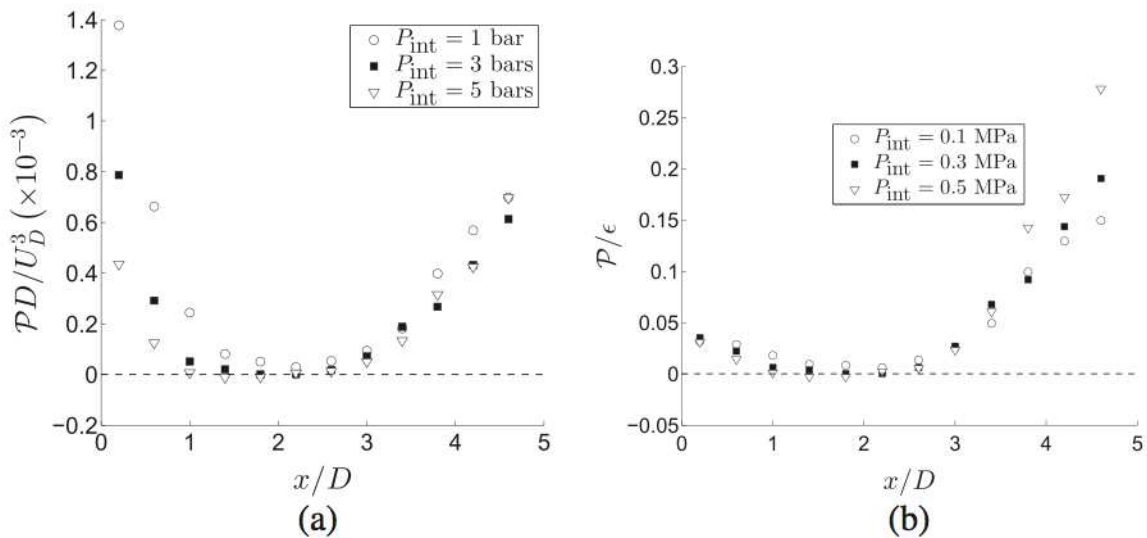 1.4
1.2
1
0.8
0.6
0.4
0.2
0
−0.2
0
1
2
3
4
5
𝒫D/U_D^3 (×10^{-3})
x/D
P_int = 1 bar
P_int = 3 bars
P_int = 5 bars
(a)
0.3
0.25
0.2
0.15
0.1
0.05
0
−0.05
0
1
2
3
4
5
𝒫/ϵ
x/D
P_int = 0.1 MPa
P_int = 0.3 MPa
P_int = 0.5 MPa
(b)